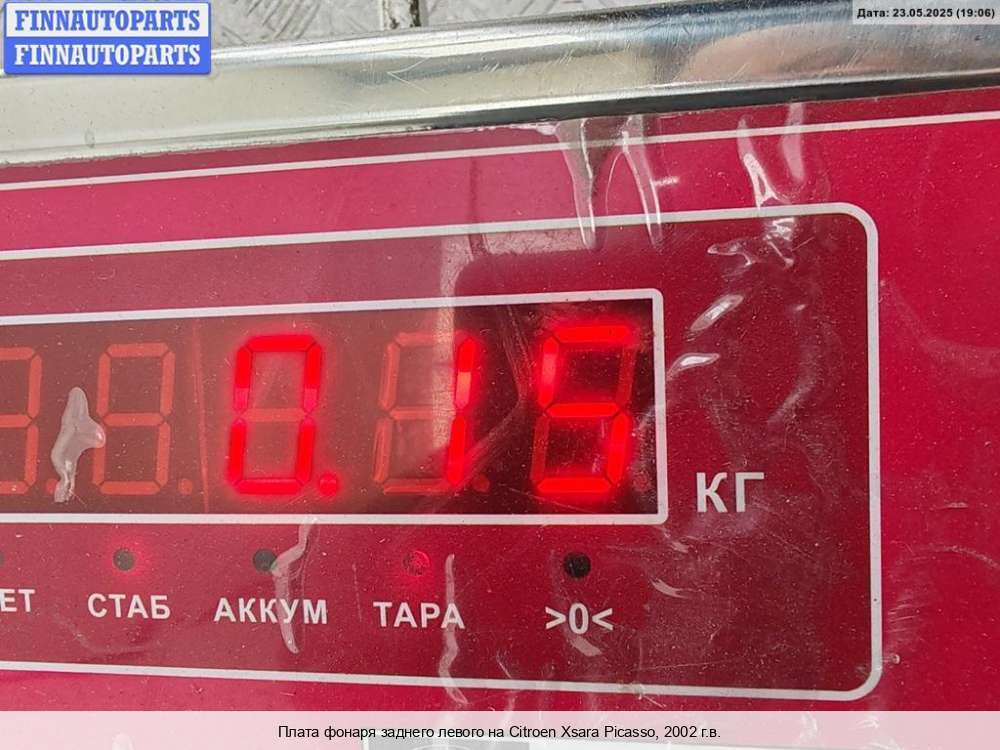 FINNAUTOPARTS
FINNAUTOPARTS
Дата: 23.05.2025 (19:06)
0.15
КГ
ЕТ СТАБ АККУМ ТАРА >0<
Плата фонаря заднего левого на Citroen Xsara Picasso, 2002 г.в.